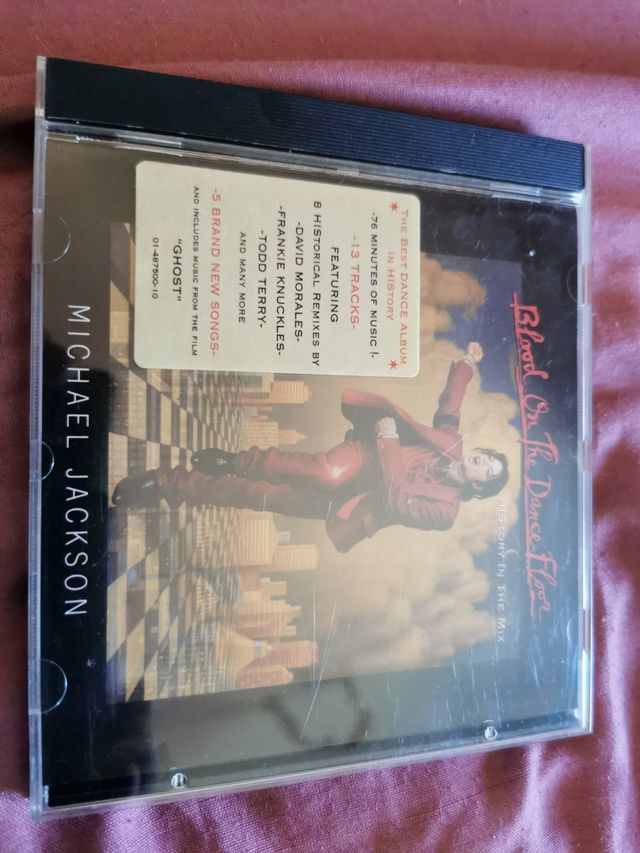 Blood On The Dance Floor
HIStory In The Mix
* The Best Dance Album *
in History
-76 minutes of music !-
-13 tracks-
featuring
8 Historical Remixes by
-David Morales-
-Frankie Knuckles-
-Todd Terry-
and many more
-5 brand new songs-
and includes music from the film
"Ghost"
01-487500-10
MICHAEL JACKSON